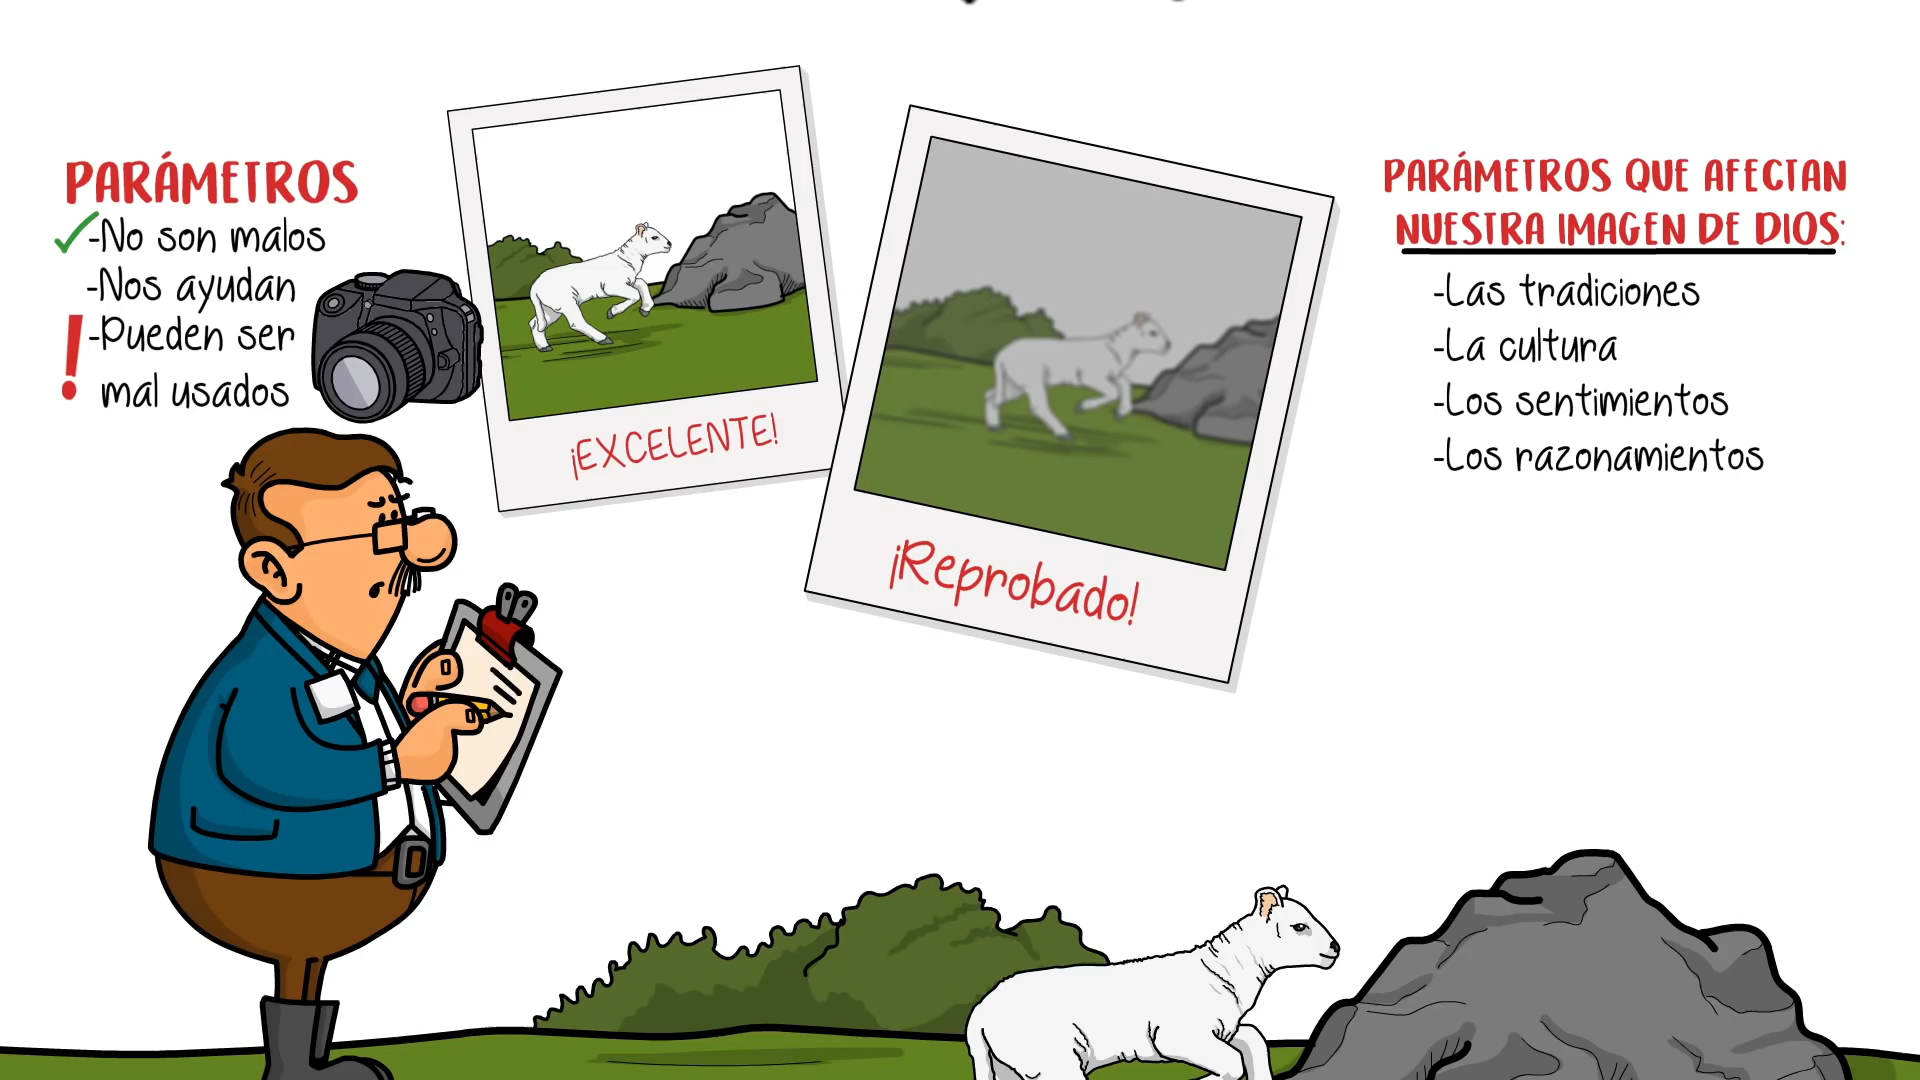 PARÁMETROS
-No son malos
-Nos ayudan
-Pueden ser
mal usados
¡EXCELENTE!
¡Reprobado!
PARÁMETROS QUE AFECTAN
NUESTRA IMAGEN DE DIOS:
-Las tradiciones
-La cultura
-Los sentimientos
-Los razonamientos